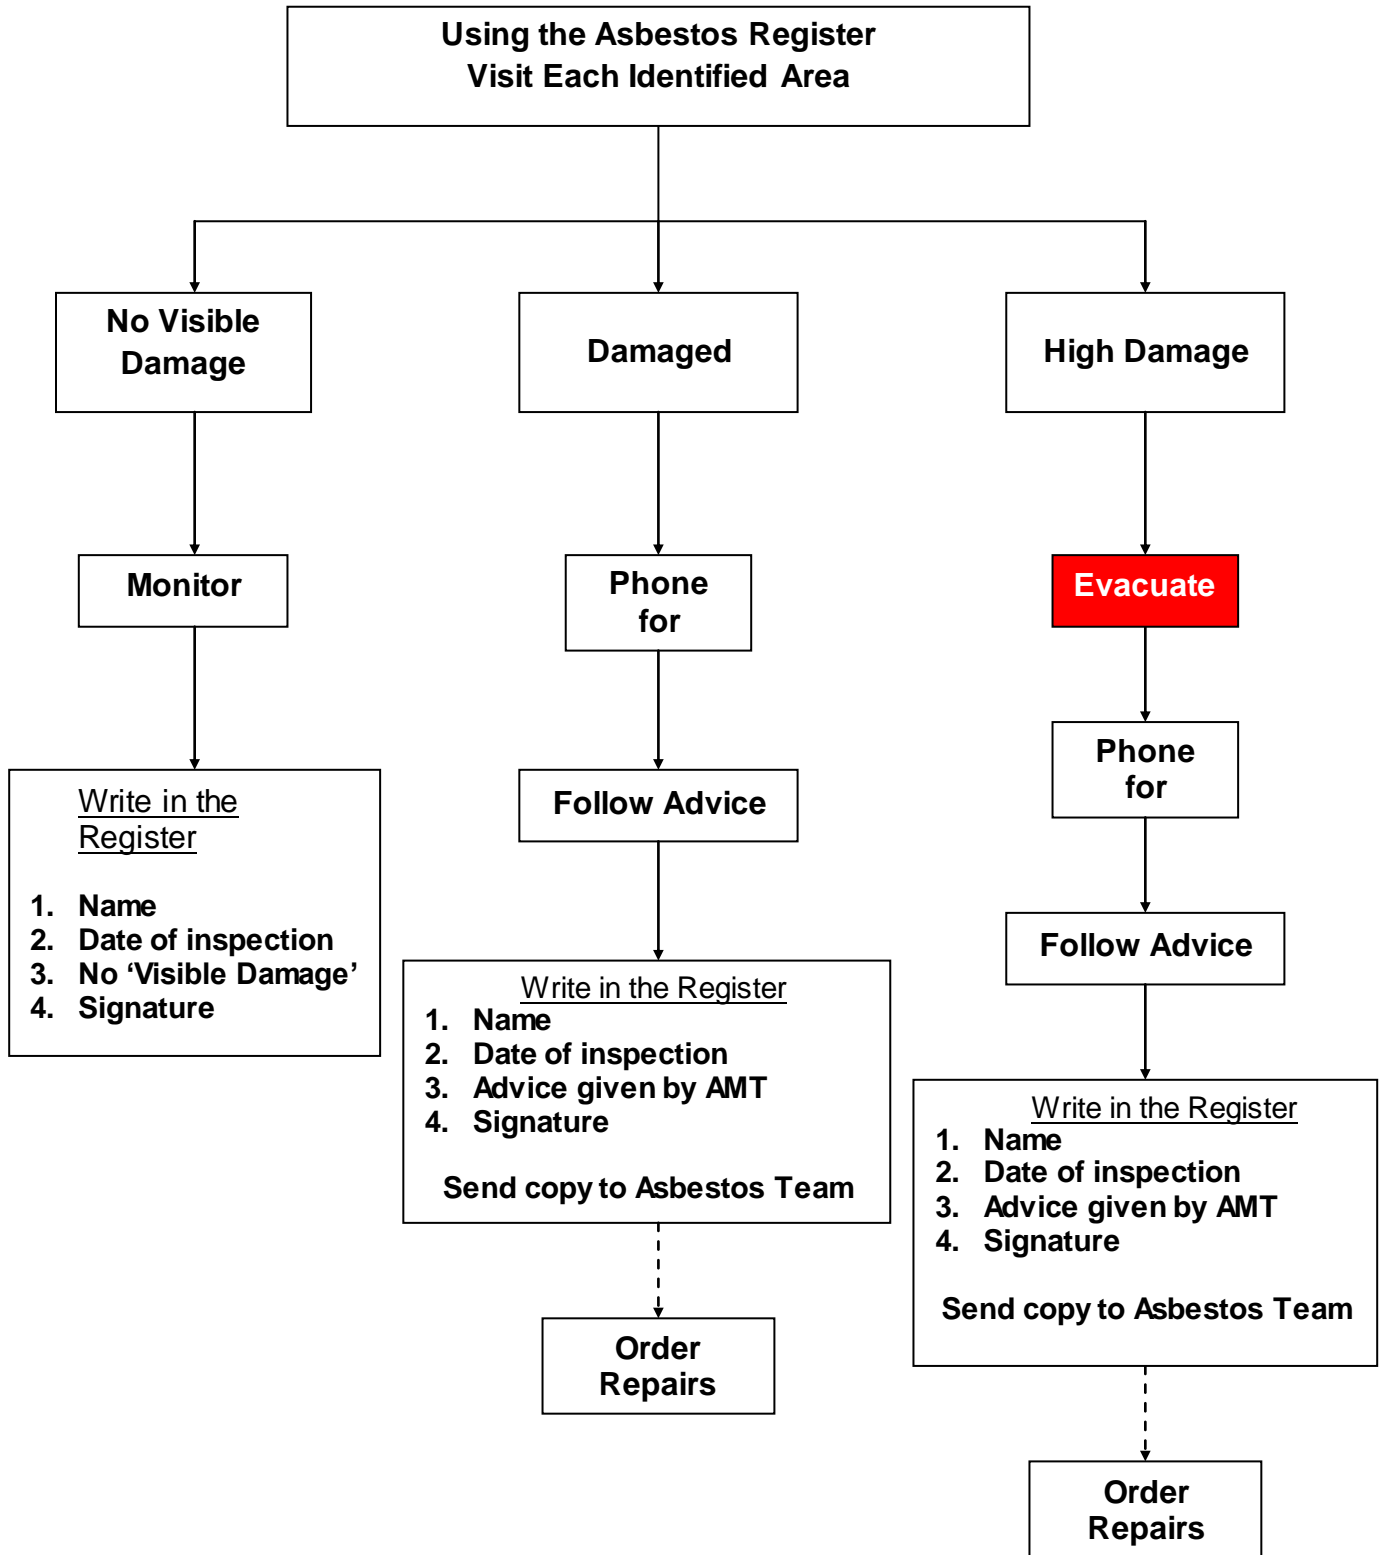 Using the Asbestos Register
Visit Each Identified Area
No Visible
Damage
Damaged
High Damage
Monitor
Phone
for
Evacuate
Phone
for
Write in the
Register
1. Name
2. Date of inspection
3. No ‘Visible Damage’
4. Signature
Follow Advice
Follow Advice
Write in the Register
1. Name
2. Date of inspection
3. Advice given by AMT
4. Signature
Send copy to Asbestos Team
Write in the Register
1. Name
2. Date of inspection
3. Advice given by AMT
4. Signature
Send copy to Asbestos Team
Order
Repairs
Order
Repairs